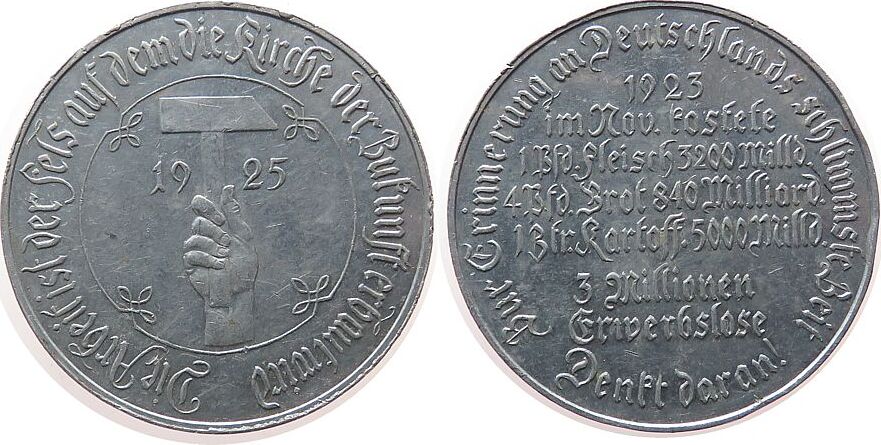 Die Arbeit ist der Fels auf dem die Kirche der Zukunft erbaut wird
19 25
Zur Erinnerung an Deutschlands schlimmste Zeit
1923
im Nov. kostete
1 Pfd. Fleisch 3200 Milld.
4 Pfd. Brot 840 Milliard.
1 Ztr. Kartoff. 5000 Milld.
3 Millionen
Erwerbslose
Denkt daran!